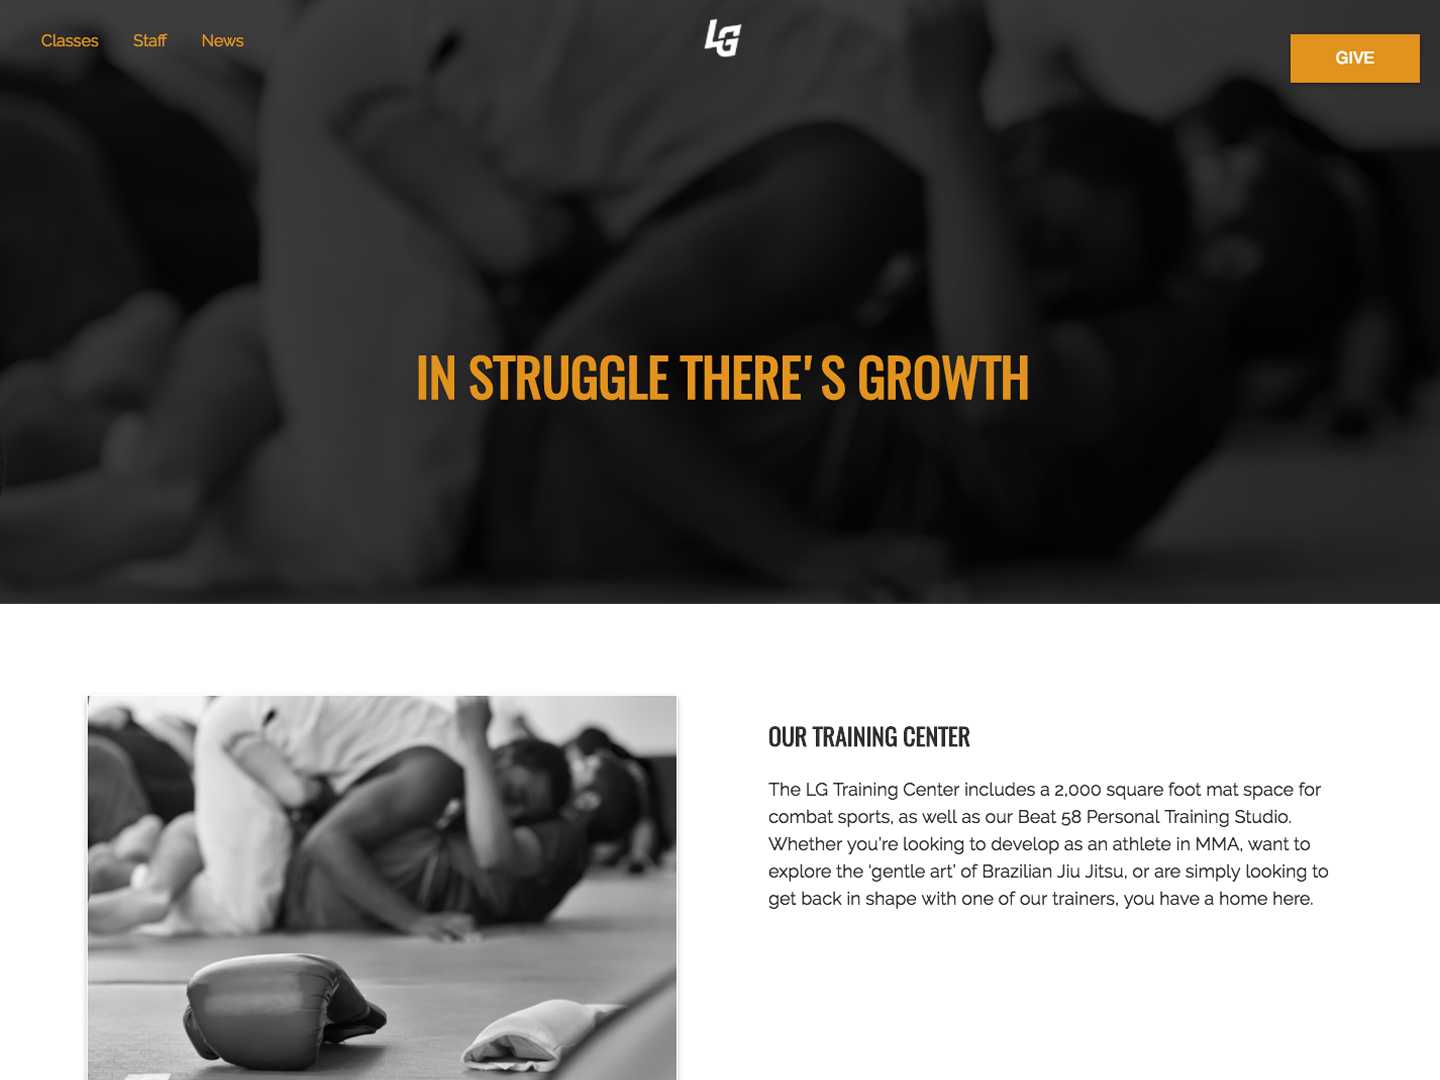 Classes Staff News
LG
GIVE
IN STRUGGLE THERE'S GROWTH
OUR TRAINING CENTER
The LG Training Center includes a 2,000 square foot mat space for
combat sports, as well as our Beat 58 Personal Training Studio.
Whether you're looking to develop as an athlete in MMA, want to
explore the 'gentle art' of Brazilian Jiu Jitsu, or are simply looking to
get back in shape with one of our trainers, you have a home here.